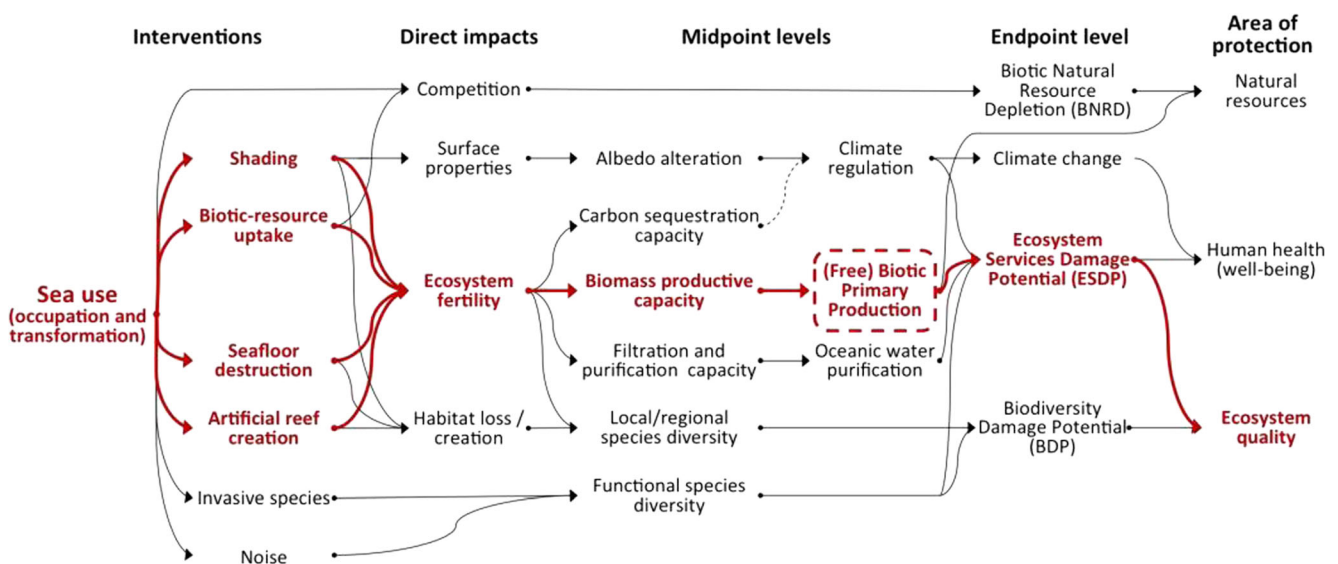 Interventions
Direct impacts
Midpoint levels
Endpoint level
Area of
protection
Competition
Biotic Natural
Resource
Depletion (BNRD)
Natural
resources
Shading
Surface
properties
Albedo alteration
Climate
regulation
Climate change
Biotic-resource
uptake
Carbon sequestration
capacity
Sea use
(occupation and
transformation)
Ecosystem
fertility
Biomass productive
capacity
(Free) Biotic
Primary
Production
Ecosystem
Services Damage
Potential (ESDP)
Human health
(well-being)
Seafloor
destruction
Filtration and
purification capacity
Oceanic water
purification
Artificial reef
creation
Habitat loss /
creation
Local/regional
species diversity
Biodiversity
Damage Potential
(BDP)
Ecosystem
quality
Invasive species
Functional species
diversity
Noise